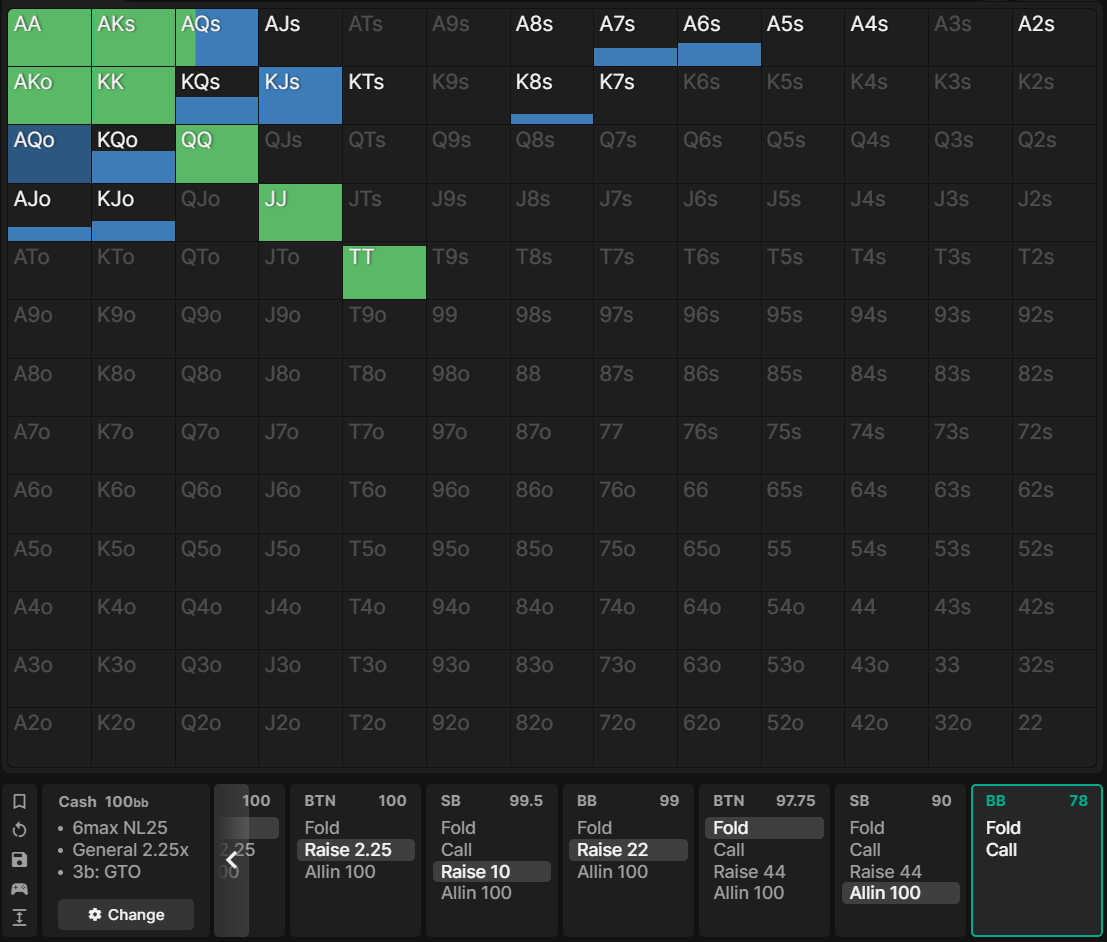 AA AKs AQs AJs ATs A9s A8s A7s A6s A5s A4s A3s A2s
AKo KK KQs KJs KTs K9s K8s K7s K6s K5s K4s K3s K2s
AQo KQo QQ QJs QTs Q9s Q8s Q7s Q6s Q5s Q4s Q3s Q2s
AJo KJo QJo JJ JTs J9s J8s J7s J6s J5s J4s J3s J2s
ATo KTo QTo JTo TT T9s T8s T7s T6s T5s T4s T3s T2s
A9o K9o Q9o J9o T9o 99 98s 97s 96s 95s 94s 93s 92s
A8o K8o Q8o J8o T8o 98o 88 87s 86s 85s 84s 83s 82s
A7o K7o Q7o J7o T7o 97o 87o 77 76s 75s 74s 73s 72s
A6o K6o Q6o J6o T6o 96o 86o 76o 66 65s 64s 63s 62s
A5o K5o Q5o J5o T5o 95o 85o 75o 65o 55 54s 53s 52s
A4o K4o Q4o J4o T4o 94o 84o 74o 64o 54o 44 43s 42s
A3o K3o Q3o J3o T3o 93o 83o 73o 63o 53o 43o 33 32s
A2o K2o Q2o J2o T2o 92o 82o 72o 62o 52o 42o 32o 22
Cash 100bb
• 6max NL25
• General 2.25x
• 3b: GTO
Change
100
2.25
00
BTN 100
Fold
Raise 2.25
Allin 100
SB 99.5
Fold
Call
Raise 10
Allin 100
BB 99
Fold
Raise 22
Allin 100
BTN 97.75
Fold
Call
Raise 44
Allin 100
SB 90
Fold
Call
Raise 44
Allin 100
BB 78
Fold
Call